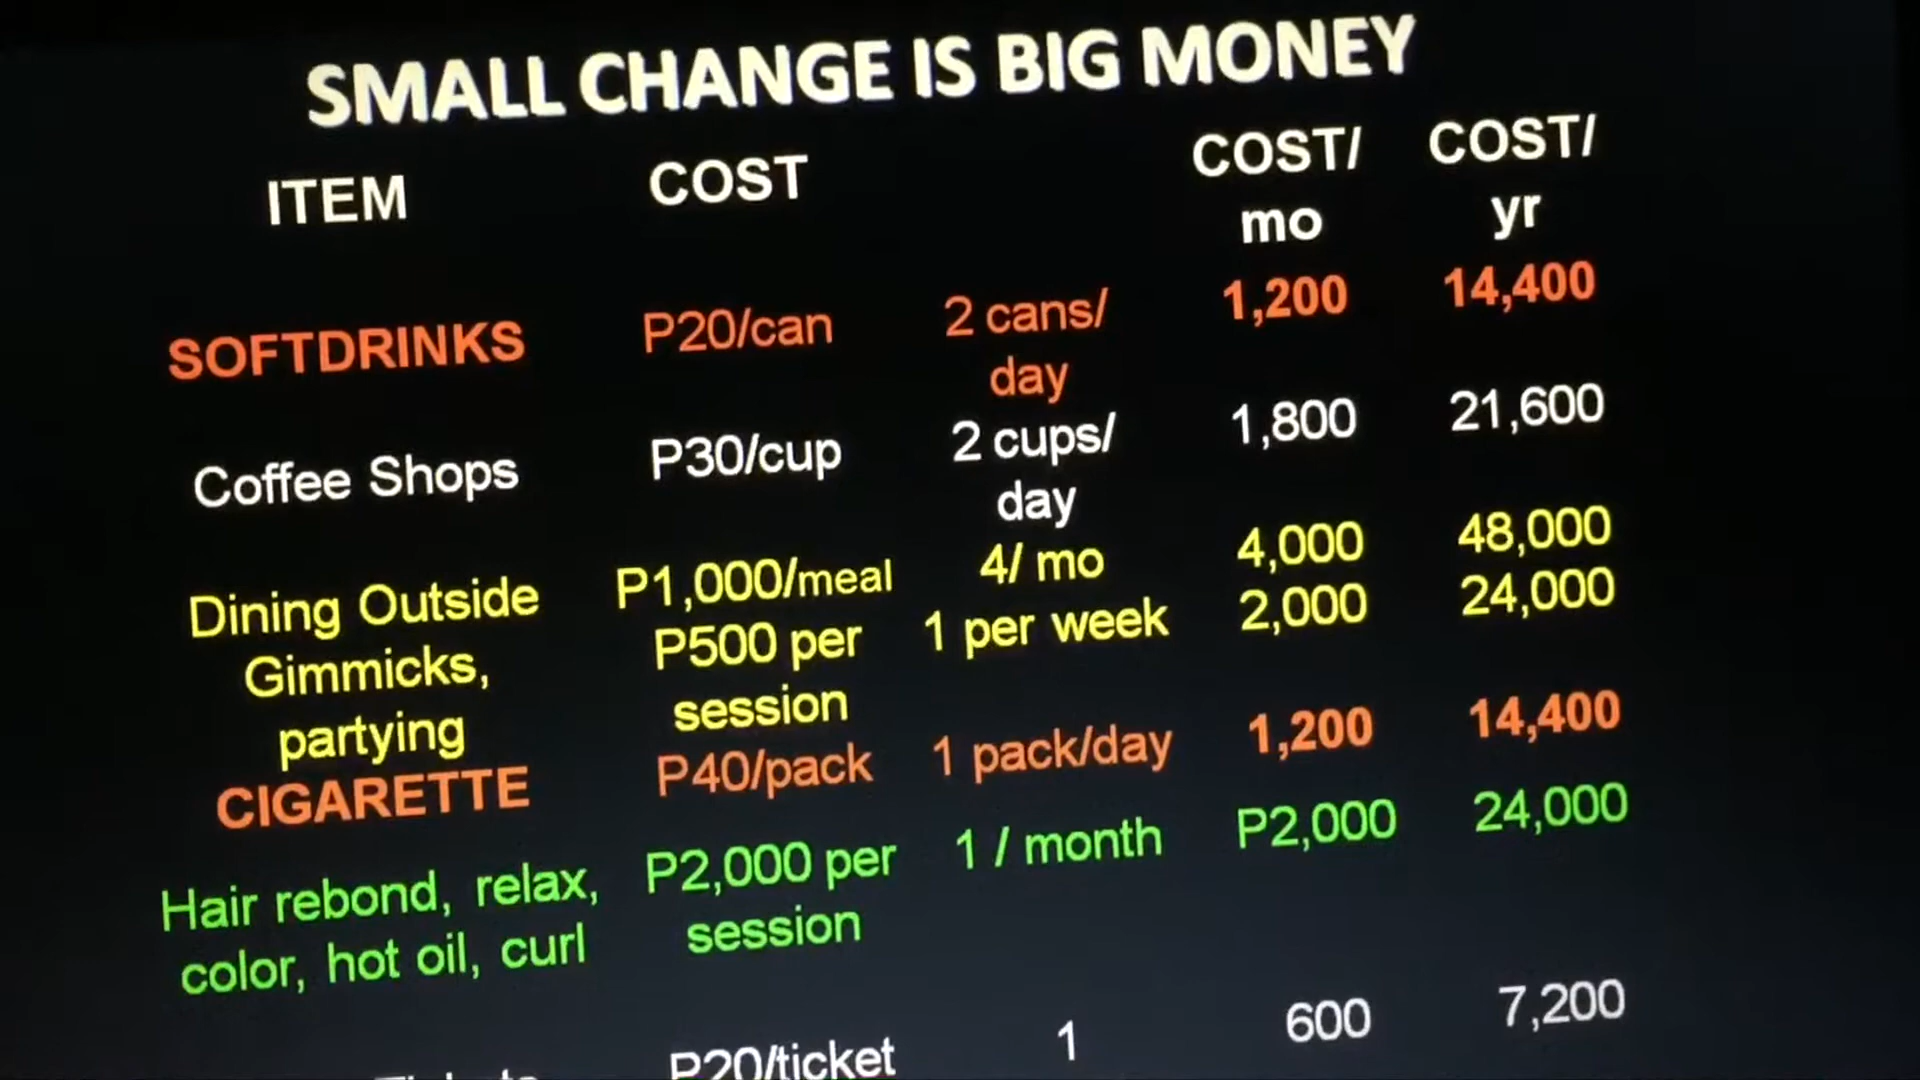 SMALL CHANGE IS BIG MONEY
ITEM COST COST/ COST/
mo yr
SOFTDRINKS P20/can 2 cans/ 1,200 14,400
day
Coffee Shops P30/cup 2 cups/ 1,800 21,600
day
Dining Outside P1,000/meal 4/ mo 4,000 48,000
Gimmicks, P500 per 1 per week 2,000 24,000
partying session
CIGARETTE P40/pack 1 pack/day 1,200 14,400
Hair rebond, relax, P2,000 per 1 / month P2,000 24,000
color, hot oil, curl session
P20/ticket 1 600 7,200